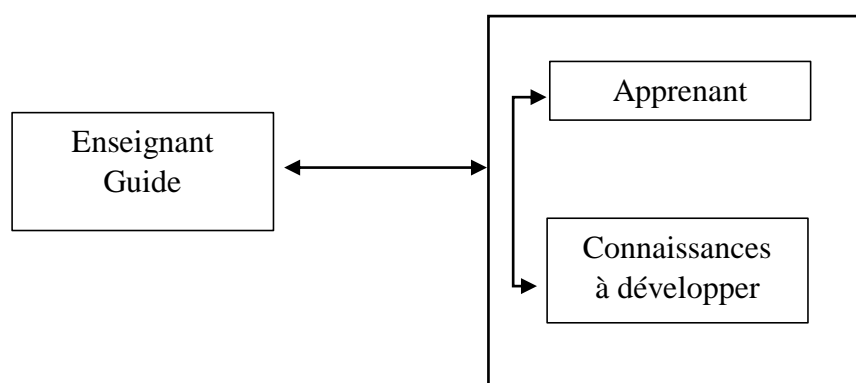 Enseignant
Guide
Apprenant
Connaissances
à développer